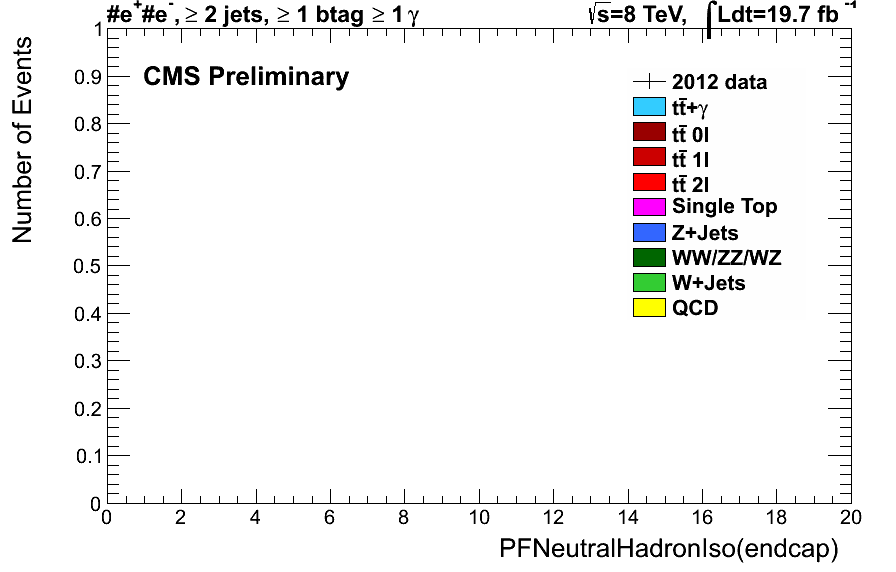 #e⁺#e⁻, ≥ 2 jets, ≥ 1 btag ≥ 1 γ
√s=8 TeV, ∫Ldt=19.7 fb⁻¹
CMS Preliminary
2012 data
tt̄+γ
tt̄ 0l
tt̄ 1l
tt̄ 2l
Single Top
Z+Jets
WW/ZZ/WZ
W+Jets
QCD
Number of Events
1
0.9
0.8
0.7
0.6
0.5
0.4
0.3
0.2
0.1
0
0 2 4 6 8 10 12 14 16 18 20
PFNeutralHadronIso(endcap)